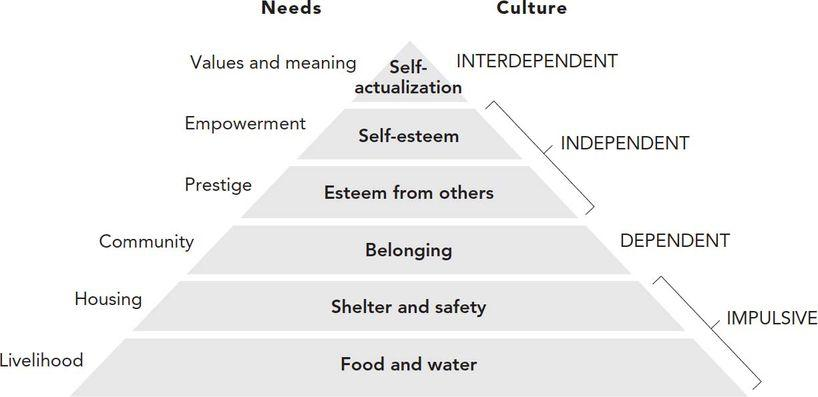 Needs Culture
Values and meaning Self- INTERDEPENDENT
actualization
Empowerment Self-esteem INDEPENDENT
Prestige Esteem from others
Community Belonging DEPENDENT
Housing Shelter and safety IMPULSIVE
Livelihood Food and water